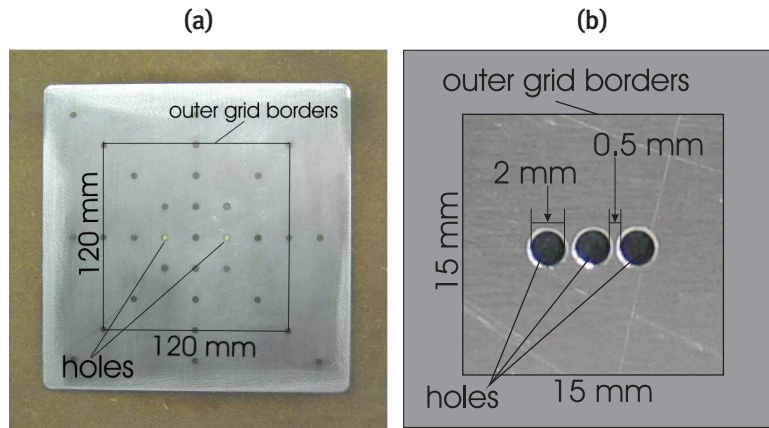 (a)
outer grid borders
120 mm
120 mm
holes
(b)
outer grid borders
0.5 mm
2 mm
15 mm
holes
15 mm